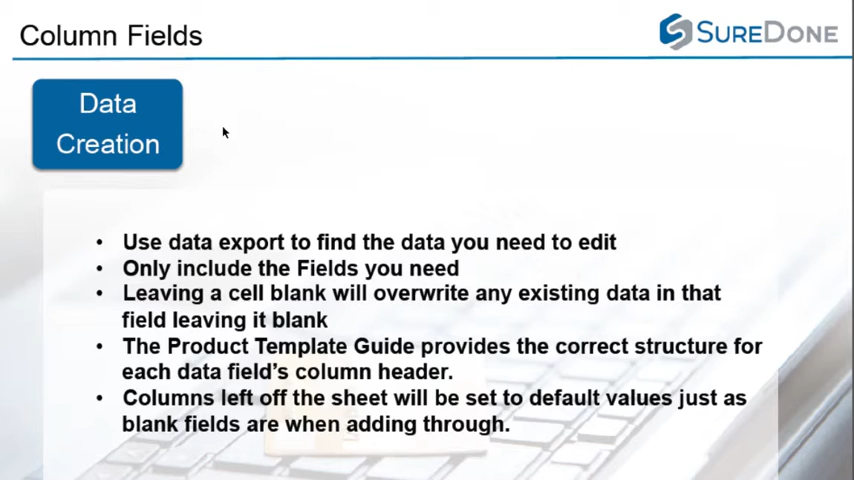 Column Fields
SUREDONE
Data
Creation
• Use data export to find the data you need to edit
• Only include the Fields you need
• Leaving a cell blank will overwrite any existing data in that
field leaving it blank
• The Product Template Guide provides the correct structure for
each data field's column header.
• Columns left off the sheet will be set to default values just as
blank fields are when adding through.